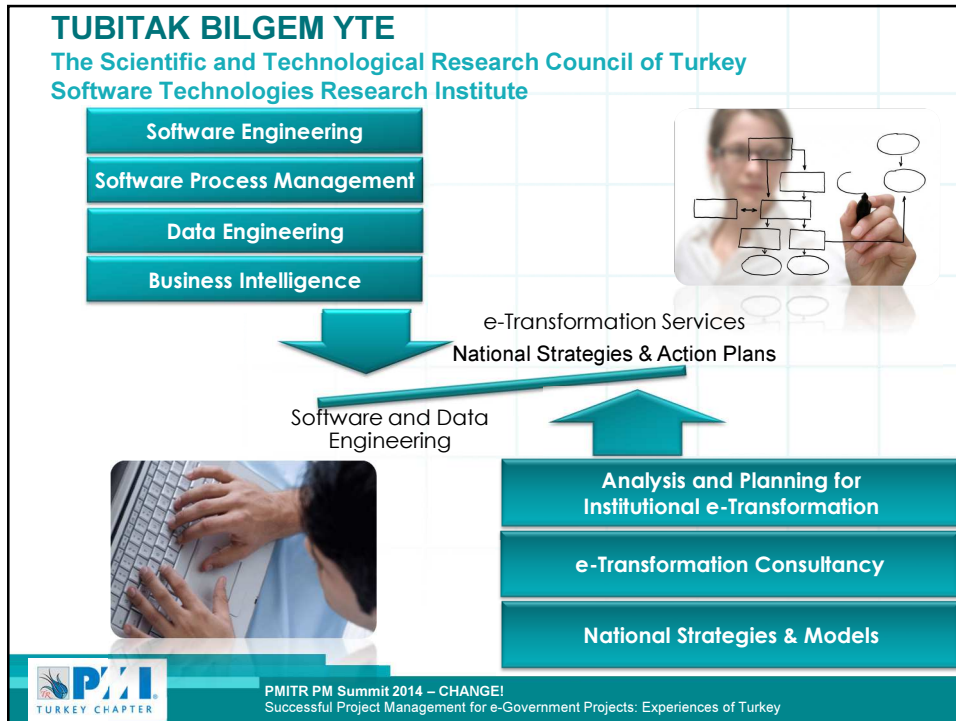 TUBITAK BILGEM YTE
The Scientific and Technological Research Council of Turkey
Software Technologies Research Institute
Software Engineering
Software Process Management
Data Engineering
Business Intelligence
e-Transformation Services
National Strategies & Action Plans
Software and Data
Engineering
Analysis and Planning for
Institutional e-Transformation
e-Transformation Consultancy
National Strategies & Models
TR
PMI
TURKEY CHAPTER
PMITR PM Summit 2014 – CHANGE!
Successful Project Management for e-Government Projects: Experiences of Turkey